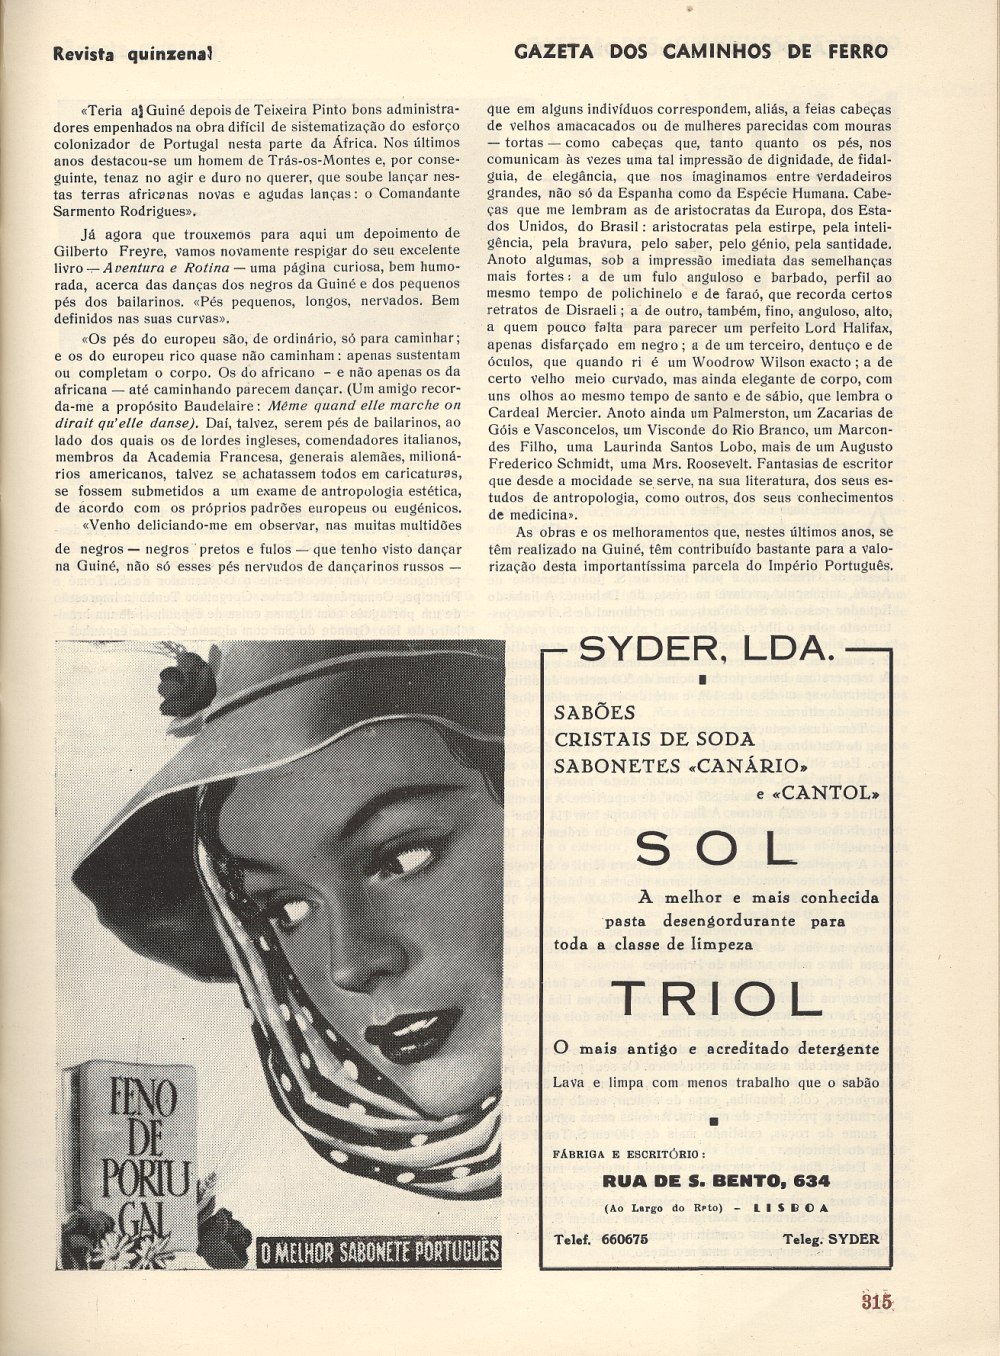 Revista quinzenal
GAZETA DOS CAMINHOS DE FERRO
«Teria a Guiné depois de Teixeira Pinto bons administra-
dores empenhados na obra difícil de sistematização do esforço
colonizador de Portugal nesta parte da África. Nos últimos
anos destacou-se um homem de Trás-os-Montes e, por conse-
guinte, tenaz no agir e duro no querer, que soube lançar nes-
tas terras africanas novas e agudas lanças: o Comandante
Sarmento Rodrigues».
Já agora que trouxemos para aqui um depoimento de
Gilberto Freyre, vamos novamente respigar do seu excelente
livro — Aventura e Rotina — uma página curiosa, bem humo-
rada, acerca das danças dos negros da Guiné e dos pequenos
pés dos bailarinos. «Pés pequenos, longos, nervados. Bem
definidos nas suas curvas».
«Os pés do europeu são, de ordinário, só para caminhar;
e os do europeu rico quase não caminham: apenas sustentam
ou completam o corpo. Os do africano – e não apenas os da
africana — até caminhando parecem dançar. (Um amigo recor-
da-me a propósito Baudelaire: Même quand elle marche on
dirait qu'elle danse). Daí, talvez, serem pés de bailarinos, ao
lado dos quais os de lordes ingleses, comendadores italianos,
membros da Academia Francesa, generais alemães, milioná-
rios americanos, talvez se achatassem todos em caricaturas,
se fossem submetidos a um exame de antropologia estética,
de acordo com os próprios padrões europeus ou eugénicos.
«Venho deliciando-me em observar, nas muitas multidões
de negros — negros pretos e fulos — que tenho visto dançar
na Guiné, não só esses pés nervudos de dançarinos russos —
que em alguns indivíduos correspondem, aliás, a feias cabeças
de velhos amacacados ou de mulheres parecidas com mouras
— tortas — como cabeças que, tanto quanto os pés, nos
comunicam às vezes uma tal impressão de dignidade, de fidal-
guia, de elegância, que nos imaginamos entre verdadeiros
grandes, não só da Espanha como da Espécie Humana. Cabe-
ças que me lembram as de aristocratas da Europa, dos Esta-
dos Unidos, do Brasil: aristocratas pela estirpe, pela inteli-
gência, pela bravura, pelo saber, pelo génio, pela santidade.
Anoto algumas, sob a impressão imediata das semelhanças
mais fortes: a de um fulo anguloso e barbado, perfil ao
mesmo tempo de polichinelo e de faraó, que recorda certos
retratos de Disraeli; a de outro, também, fino, anguloso, alto,
a quem pouco falta para parecer um perfeito Lord Halifax,
apenas disfarçado em negro; a de um terceiro, dentuço e de
óculos, que quando ri é um Woodrow Wilson exacto; a de
certo velho meio curvado, mas ainda elegante de corpo, com
uns olhos ao mesmo tempo de santo e de sábio, que lembra o
Cardeal Mercier. Anoto ainda um Palmerston, um Zacarias de
Góis e Vasconcelos, um Visconde do Rio Branco, um Marcon-
des Filho, uma Laurinda Santos Lobo, mais de um Augusto
Frederico Schmidt, uma Mrs. Roosevelt. Fantasias de escritor
que desde a mocidade se serve, na sua literatura, dos seus es-
tudos de antropologia, como outros, dos seus conhecimentos
de medicina».
As obras e os melhoramentos que, nestes últimos anos, se
têm realizado na Guiné, têm contribuído bastante para a valo-
rização desta importantíssima parcela do Império Português.
FENO
DE
PORTU
GAL
O MELHOR SABONETE PORTUGUÊS
SYDER, LDA.
SABÕES
CRISTAIS DE SODA
SABONETES «CANÁRIO»
e «CANTOL»
SOL
A melhor e mais conhecida
pasta desengordurante para
toda a classe de limpeza
TRIOL
O mais antigo e acreditado detergente
Lava e limpa com menos trabalho que o sabão
FÁBRICA E ESCRITÓRIO:
RUA DE S. BENTO, 634
(Ao Largo do Rato) – LISBOA
Telef. 660675
Teleg. SYDER
315